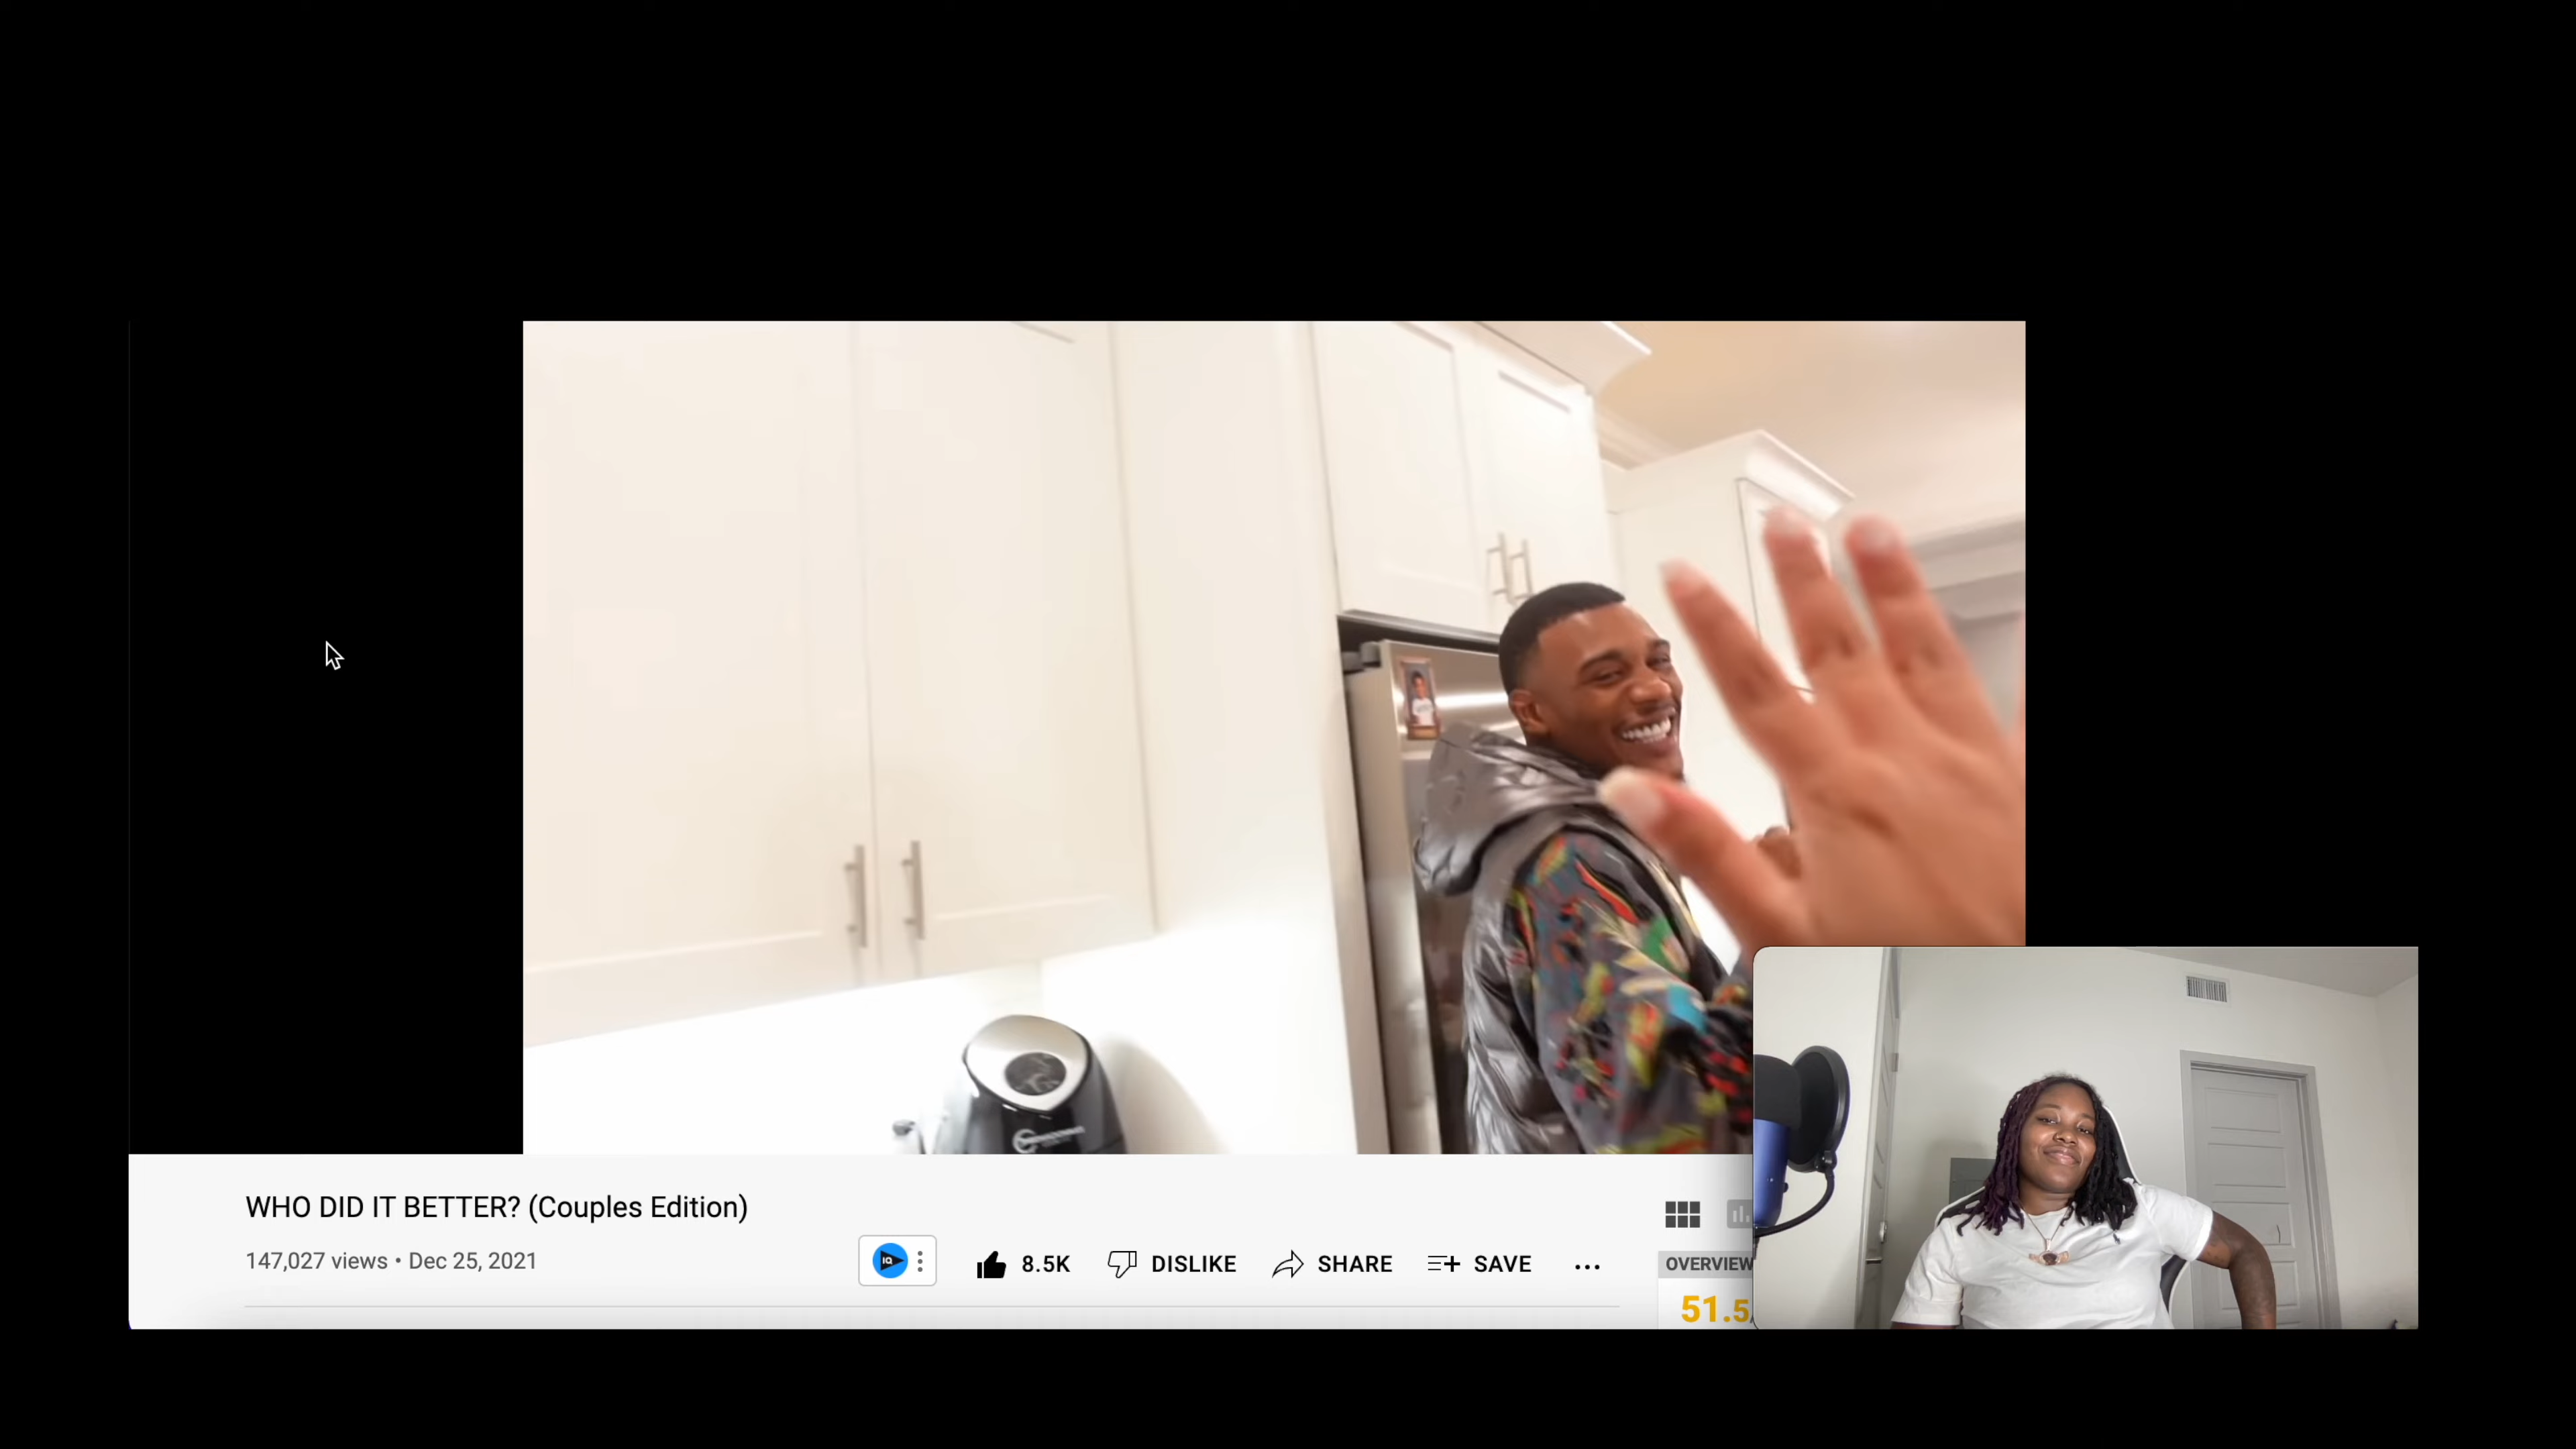 WHO DID IT BETTER? (Couples Edition)
147,027 views • Dec 25, 2021
IQ
8.5K
DISLIKE
SHARE
SAVE
OVERVIEW
51.5